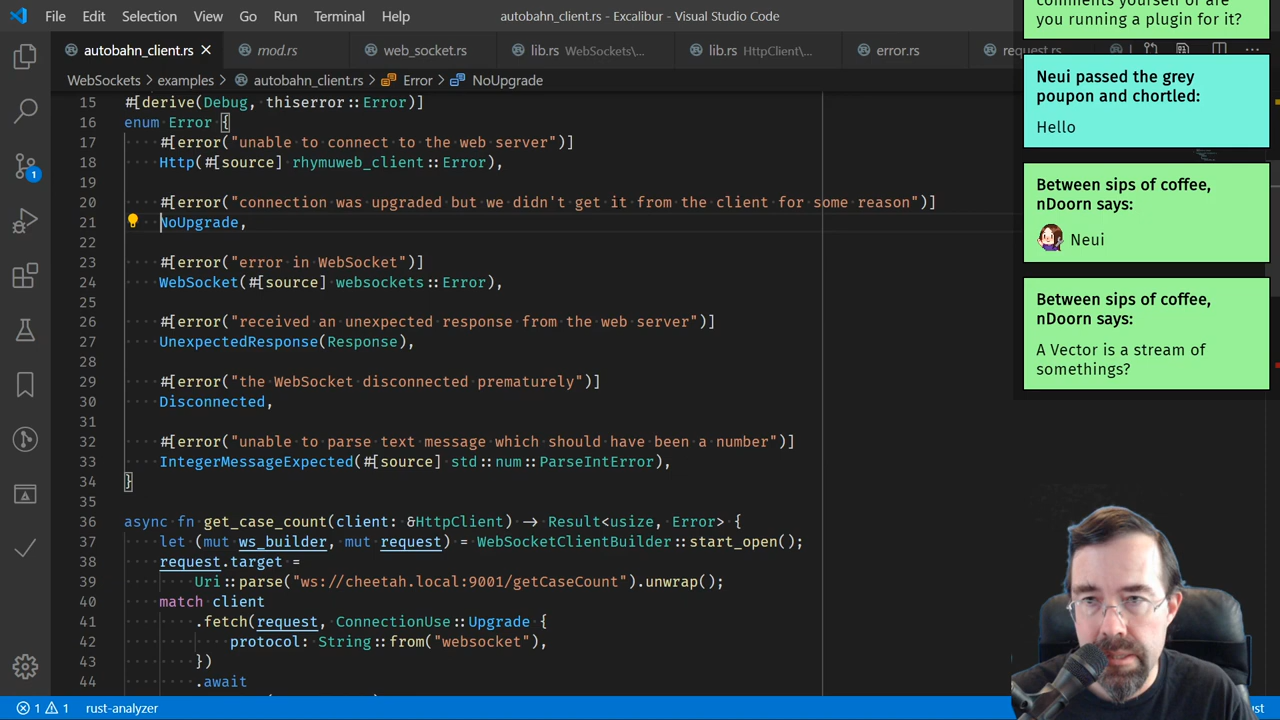 File Edit Selection View Go Run Terminal Help
autobahn_client.rs - Excalibur - Visual Studio Code
autobahn_client.rs × mod.rs web_socket.rs lib.rs WebSockets\... lib.rs HttpClient\... error.rs request.rs
WebSockets > examples > autobahn_client.rs > Error > NoUpgrade
15 #[derive(Debug, thiserror::Error)]
16 enum Error {
17 #[error("unable to connect to the web server")]
18 Http(#[source] rhymuweb_client::Error),
19
20 #[error("connection was upgraded but we didn't get it from the client for some reason")]
21 NoUpgrade,
22
23 #[error("error in WebSocket")]
24 WebSocket(#[source] websockets::Error),
25
26 #[error("received an unexpected response from the web server")]
27 UnexpectedResponse(Response),
28
29 #[error("the WebSocket disconnected prematurely")]
30 Disconnected,
31
32 #[error("unable to parse text message which should have been a number")]
33 IntegerMessageExpected(#[source] std::num::ParseIntError),
34 }
35
36 async fn get_case_count(client: &HttpClient) -> Result<usize, Error> {
37 let (mut ws_builder, mut request) = WebSocketClientBuilder::start_open();
38 request.target =
39 Uri::parse("ws://cheetah.local:9001/getCaseCount").unwrap();
40 match client
41 .fetch(request, ConnectionUse::Upgrade {
42 protocol: String::from("websocket"),
43 })
44 .await
1
1 1 rust-analyzer
comments yourself or are
you running a plugin for it?
Neui passed the grey
poupon and chortled:
Hello
Between sips of coffee,
nDoorn says:
Neui
Between sips of coffee,
nDoorn says:
A Vector is a stream of
somethings?